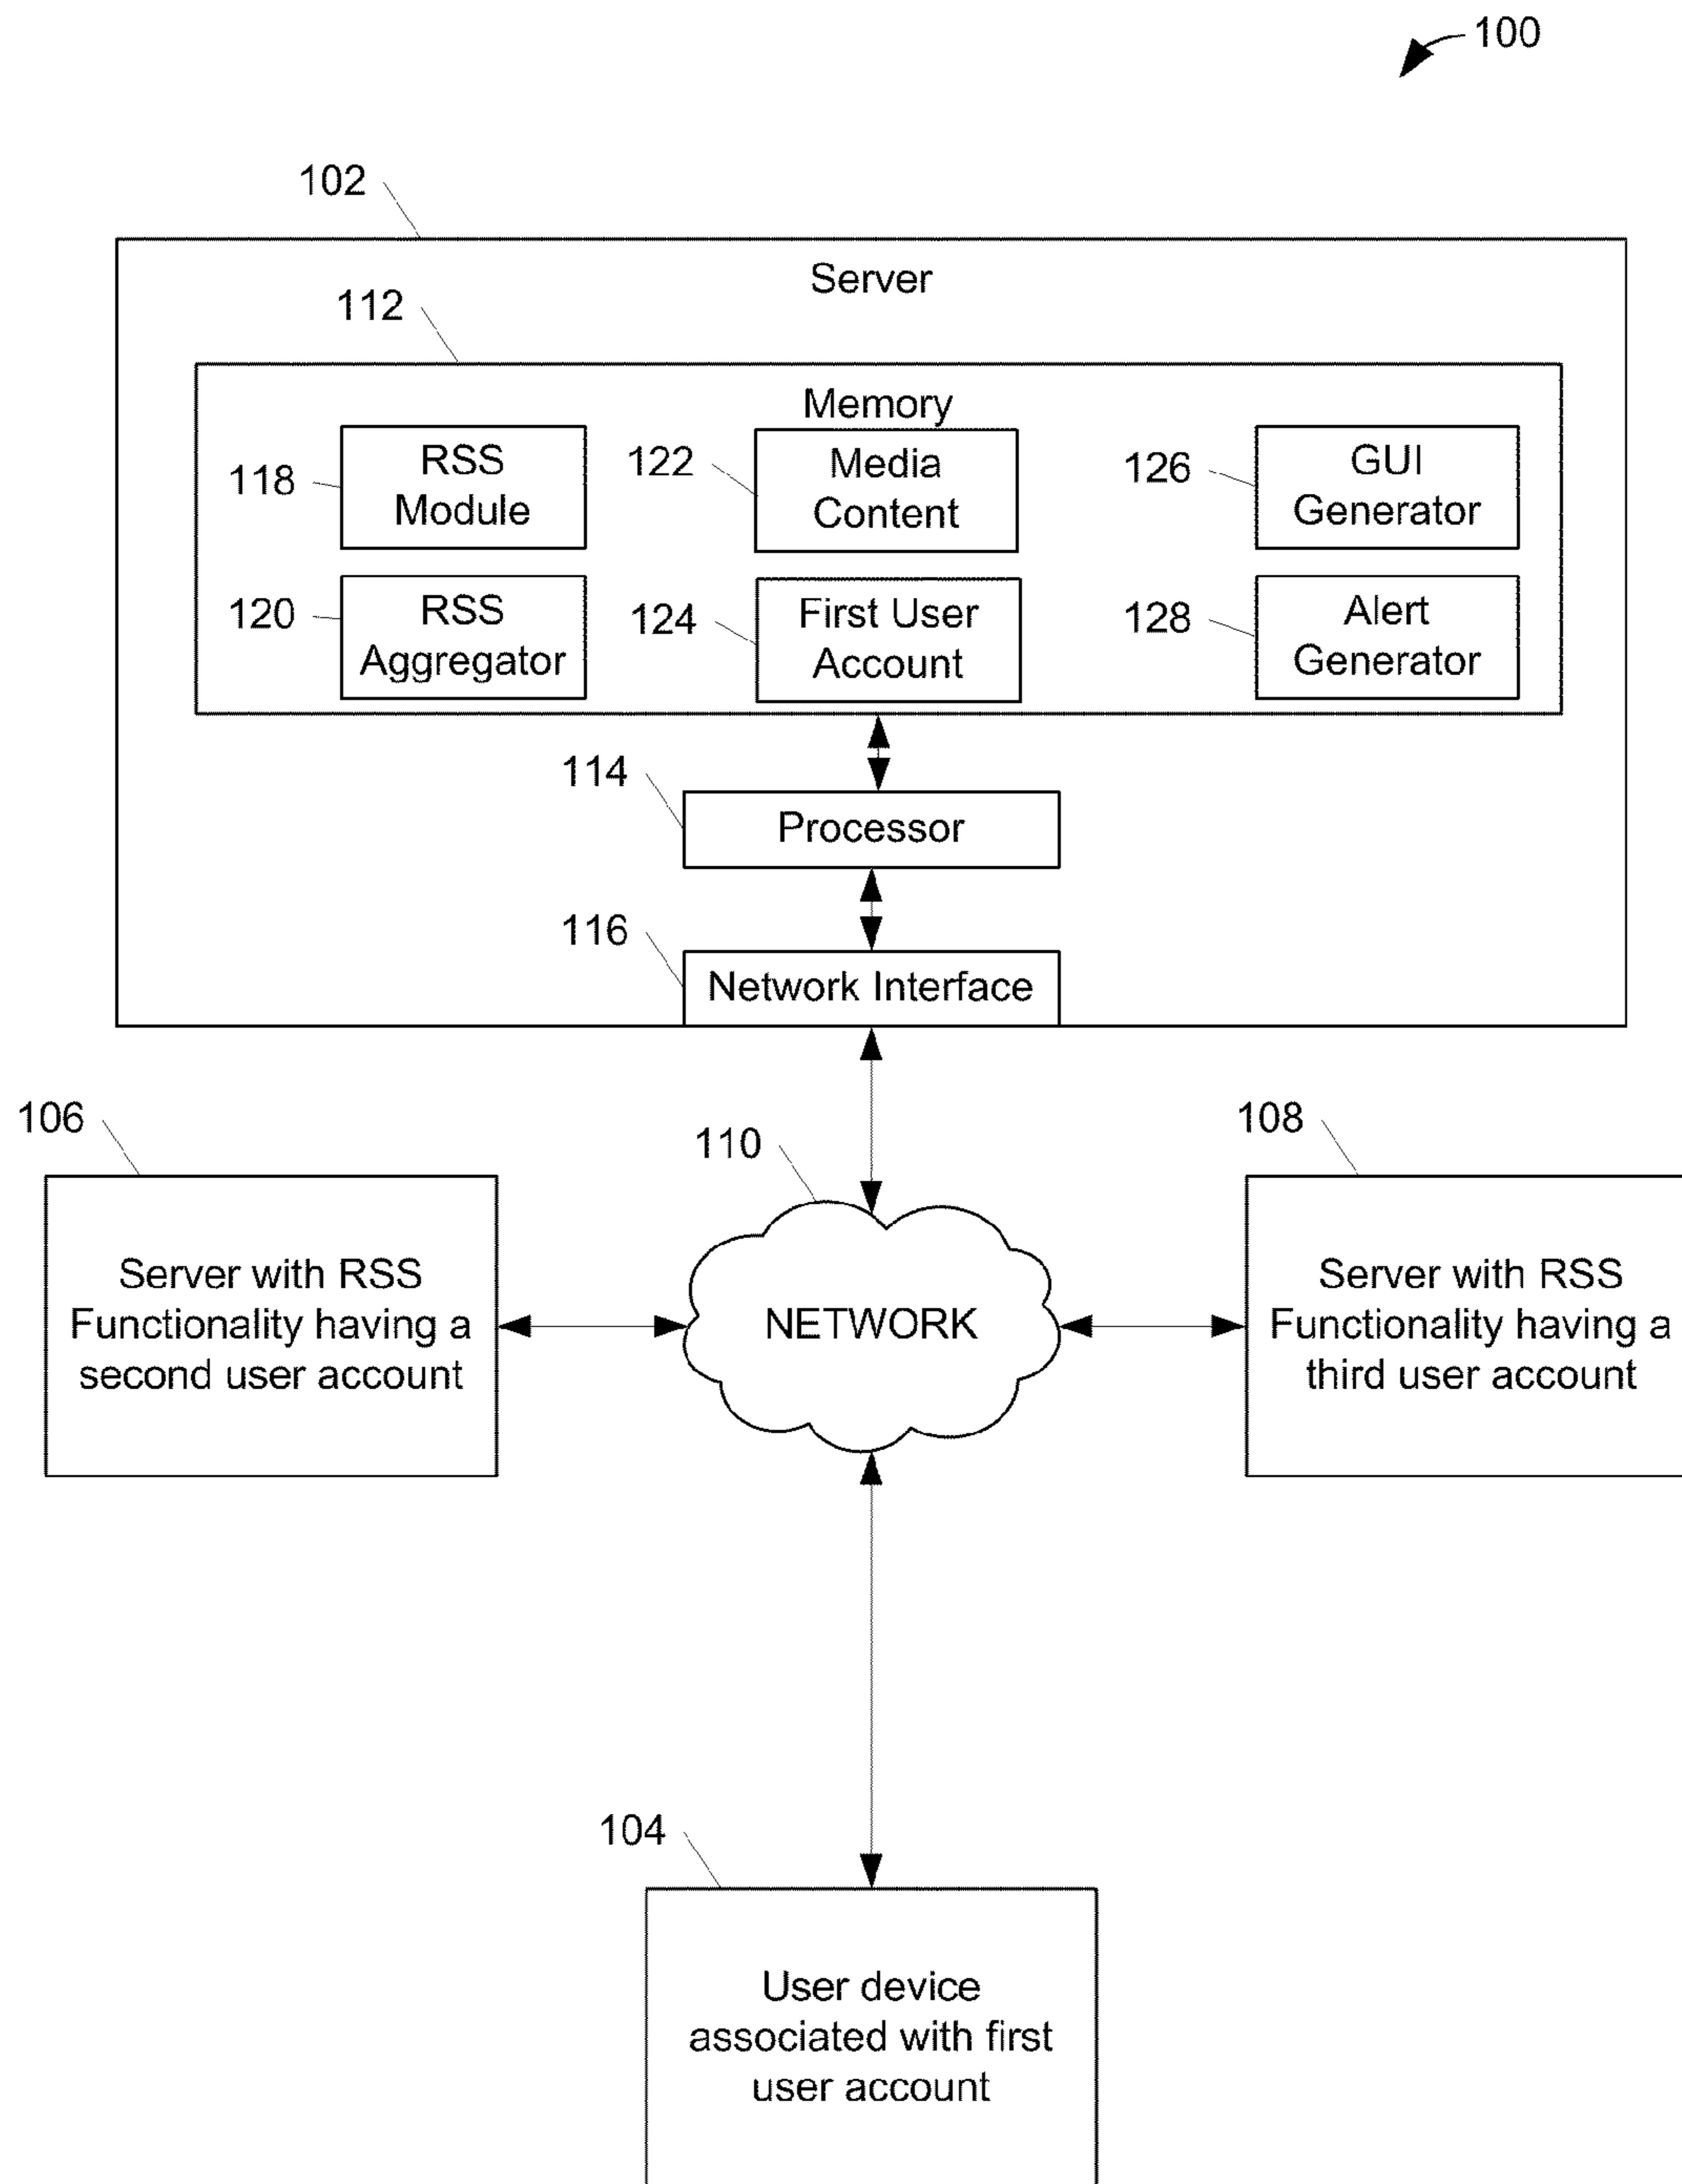 100
102
Server
112
Memory
118
RSS
Module
122
Media
Content
126
GUI
Generator
120
RSS
Aggregator
124
First User
Account
128
Alert
Generator
114
Processor
116
Network Interface
106
Server with RSS
Functionality having a
second user account
110
NETWORK
108
Server with RSS
Functionality having a
third user account
104
User device
associated with first
user account